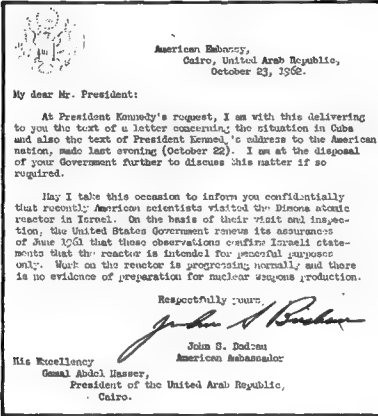 American Embassy,
Cairo, United Arab Republic,
October 23, 1962.
My dear Mr. President:
At President Kennedy's request, I am with this delivering
to you the text of a letter concerning the situation in Cuba
and also the text of President Kennedy's address to the American
nation, made last evening (October 22). I am at the disposal
of your Government further to discuss this matter if so
required.
May I take this occasion to inform you confidentially
that recently American scientists visited the Dimona atomic
reactor in Israel. On the basis of their visit and inspec-
tion, the United States Government renews its assurances
of June 1961 that those observations confirm Israeli state-
ments that the reactor is intended for peaceful purposes
only. Work on the reactor is progressing normally and there
is no evidence of preparation for nuclear weapons production.
Respectfully yours,
John S. Badeau
American Ambassador
His Excellency
Gamal Abdel Nasser,
President of the United Arab Republic,
Cairo.